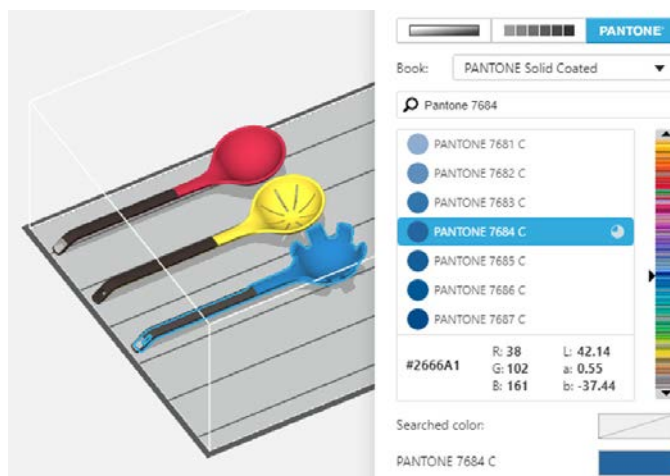 PANTONE®
Book: PANTONE Solid Coated
Pantone 7684
PANTONE 7681 C
PANTONE 7682 C
PANTONE 7683 C
PANTONE 7684 C
PANTONE 7685 C
PANTONE 7686 C
PANTONE 7687 C
#2666A1
R: 38 L: 42.14
G: 102 a: 0.55
B: 161 b: -37.44
Searched color:
PANTONE 7684 C